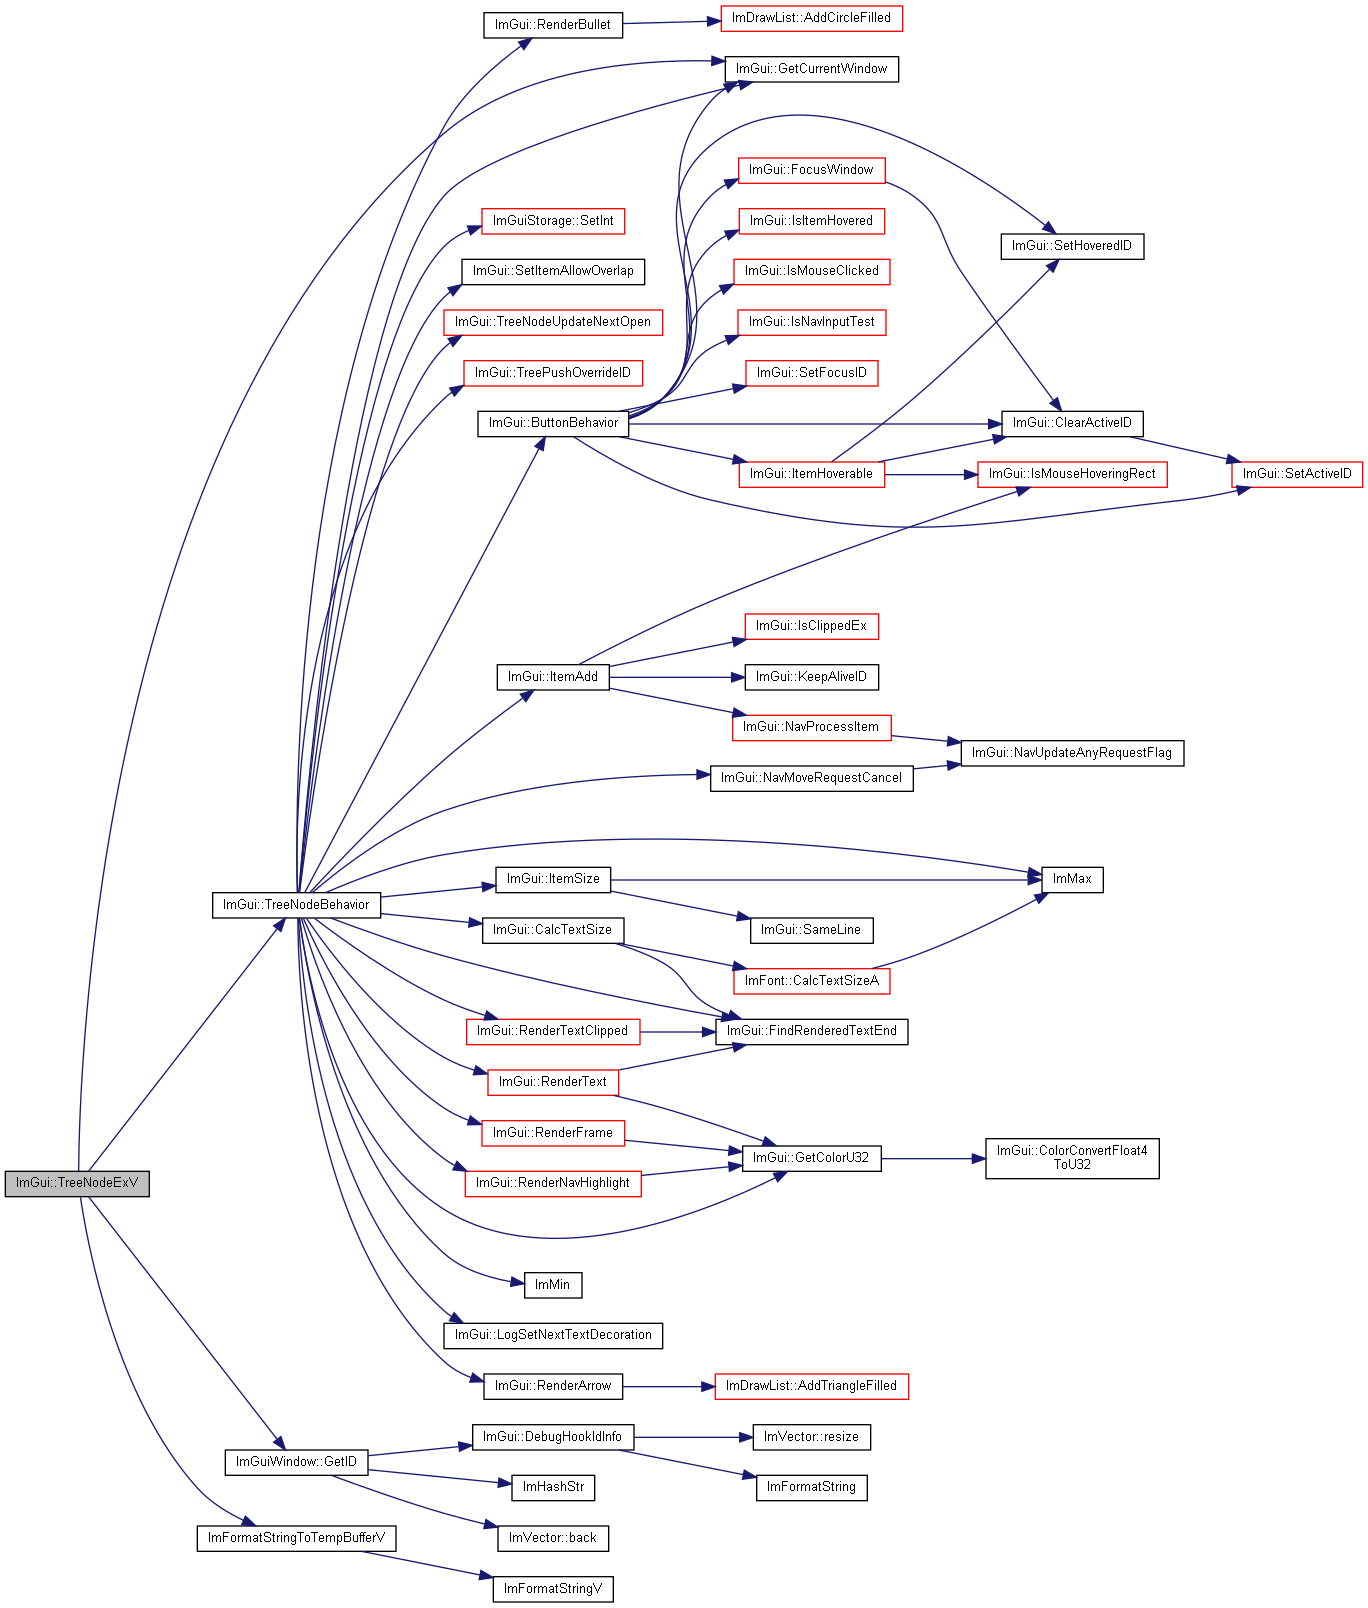 ImGui::RenderBullet
ImDrawList::AddCircleFilled
ImGui::GetCurrentWindow
ImGui::FocusWindow
ImGuiStorage::SetInt
ImGui::IsItemHovered
ImGui::SetHoveredID
ImGui::SetItemAllowOverlap
ImGui::IsMouseClicked
ImGui::TreeNodeUpdateNextOpen
ImGui::IsNavInputTest
ImGui::TreePushOverrideID
ImGui::SetFocusID
ImGui::ButtonBehavior
ImGui::ClearActiveID
ImGui::ItemHoverable
ImGui::IsMouseHoveringRect
ImGui::SetActiveID
ImGui::IsClippedEx
ImGui::ItemAdd
ImGui::KeepAliveID
ImGui::NavProcessItem
ImGui::NavUpdateAnyRequestFlag
ImGui::NavMoveRequestCancel
ImGui::ItemSize
ImMax
ImGui::TreeNodeBehavior
ImGui::CalcTextSize
ImGui::SameLine
ImFont::CalcTextSizeA
ImGui::RenderTextClipped
ImGui::FindRenderedTextEnd
ImGui::RenderText
ImGui::RenderFrame
ImGui::GetColorU32
ImGui::ColorConvertFloat4
ToU32
ImGui::TreeNodeExV
ImGui::RenderNavHighlight
ImMin
ImGui::LogSetNextTextDecoration
ImGui::RenderArrow
ImDrawList::AddTriangleFilled
ImGui::DebugHookIdInfo
ImVector::resize
ImGuiWindow::GetID
ImHashStr
ImFormatString
ImFormatStringToTempBufferV
ImVector::back
ImFormatStringV